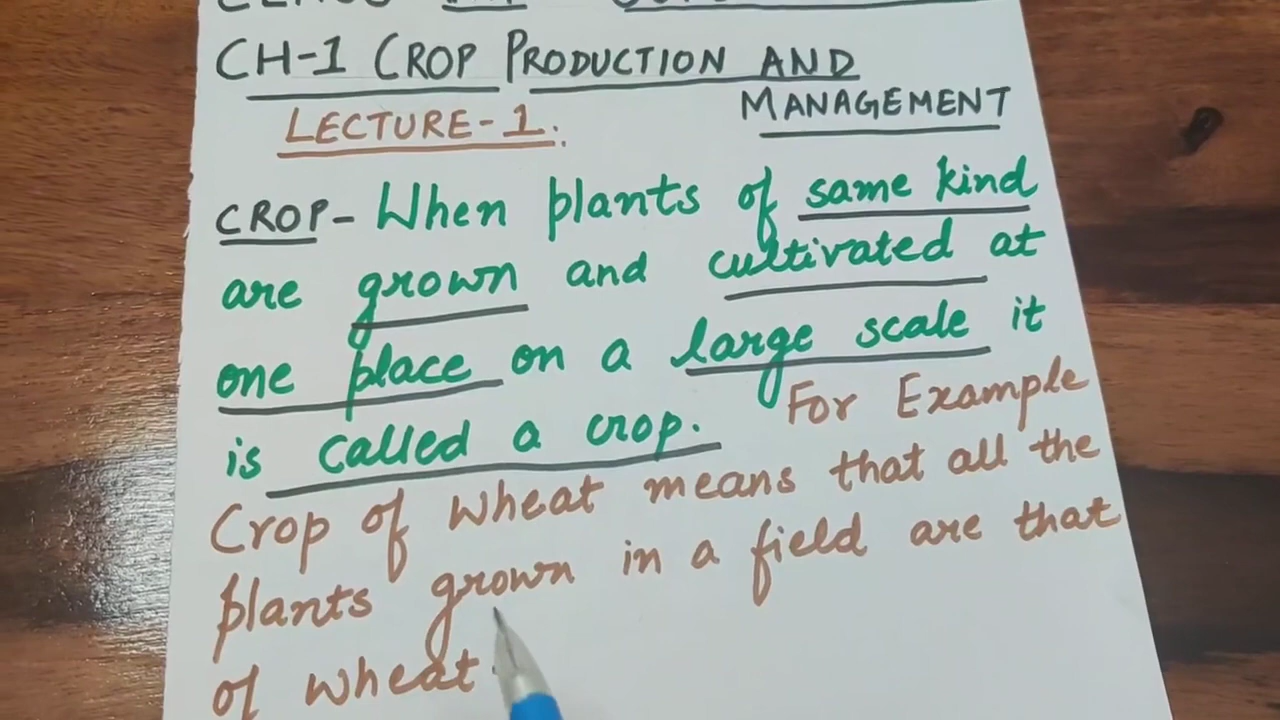 CH-1 CROP PRODUCTION AND
MANAGEMENT
LECTURE-1.
CROP- When plants of same kind
are grown and cultivated at
one place on a large scale it
is called a crop. For Example
Crop of wheat means that all the
plants grown in a field are that
of wheat.